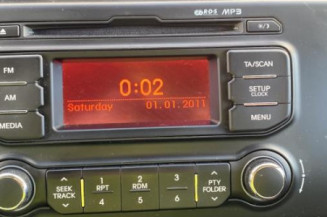 RDS MP3
FM
TA/SCAN
0:02
AM
SETUP
CLOCK
Saturday 01.01.2011
MEDIA
MENU
SEEK
TRACK
1
RPT
2
RDM
3
PTY
FOLDER
4
5
6